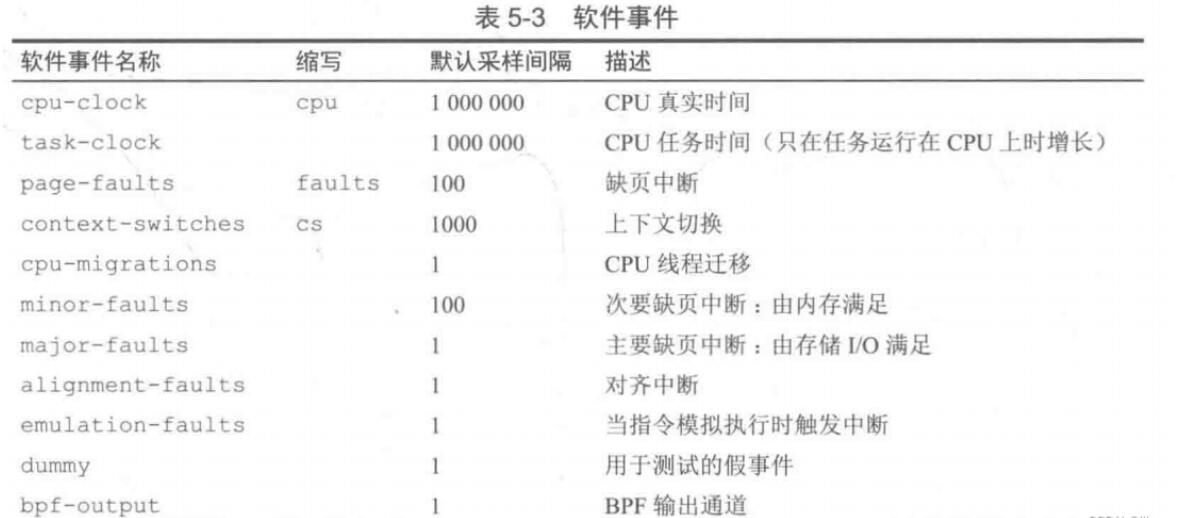 表 5-3 软件事件
软件事件名称 缩写 默认采样间隔 描述
cpu-clock cpu 1 000 000 CPU 真实时间
task-clock 1 000 000 CPU 任务时间（只在任务运行在 CPU 上时增长）
page-faults faults 100 缺页中断
context-switches cs 1000 上下文切换
cpu-migrations 1 CPU 线程迁移
minor-faults 100 次要缺页中断：由内存满足
major-faults 1 主要缺页中断：由存储 I/O 满足
alignment-faults 1 对齐中断
emulation-faults 1 当指令模拟执行时触发中断
dummy 1 用于测试的假事件
bpf-output 1 BPF 输出通道